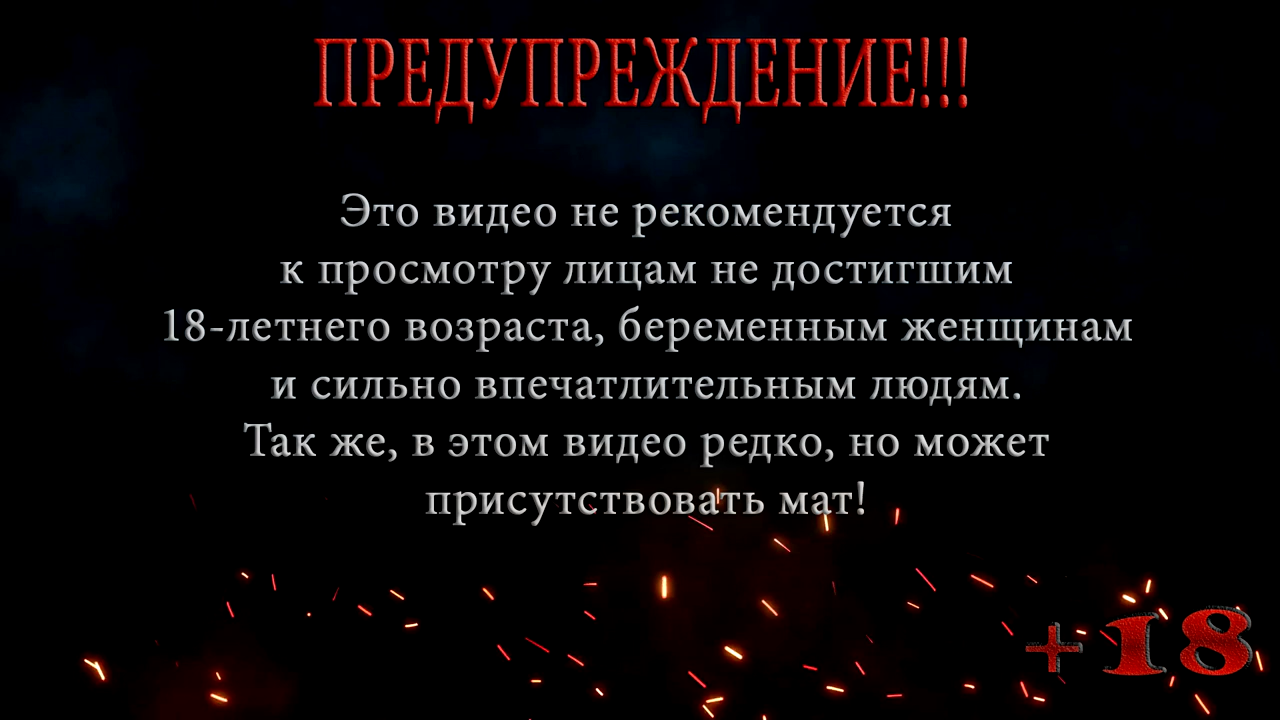 ПРЕДУПРЕЖДЕНИЕ!!!
Это видео не рекомендуется
к просмотру лицам не достигшим
18-летнего возраста, беременным женщинам
и сильно впечатлительным людям.
Так же, в этом видео редко, но может
присутствовать мат!
+18